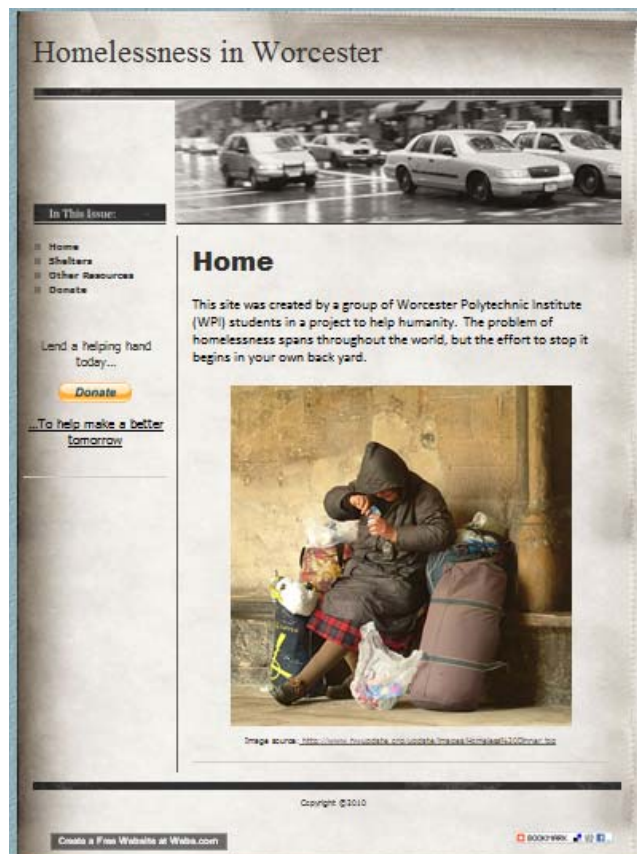 Homelessness in Worcester
In This Issue:
Home
Shelters
Other Resources
Donate
Lend a helping hand
today...
Donate
...To help make a better
tomorrow
Home
This site was created by a group of Worcester Polytechnic Institute
(WPI) students in a project to help humanity. The problem of
homelessness spans throughout the world, but the effort to stop it
begins in your own back yard.
Image source:
Copyright ©2010
Create a Free Website at Webs.com
BOOKMARK